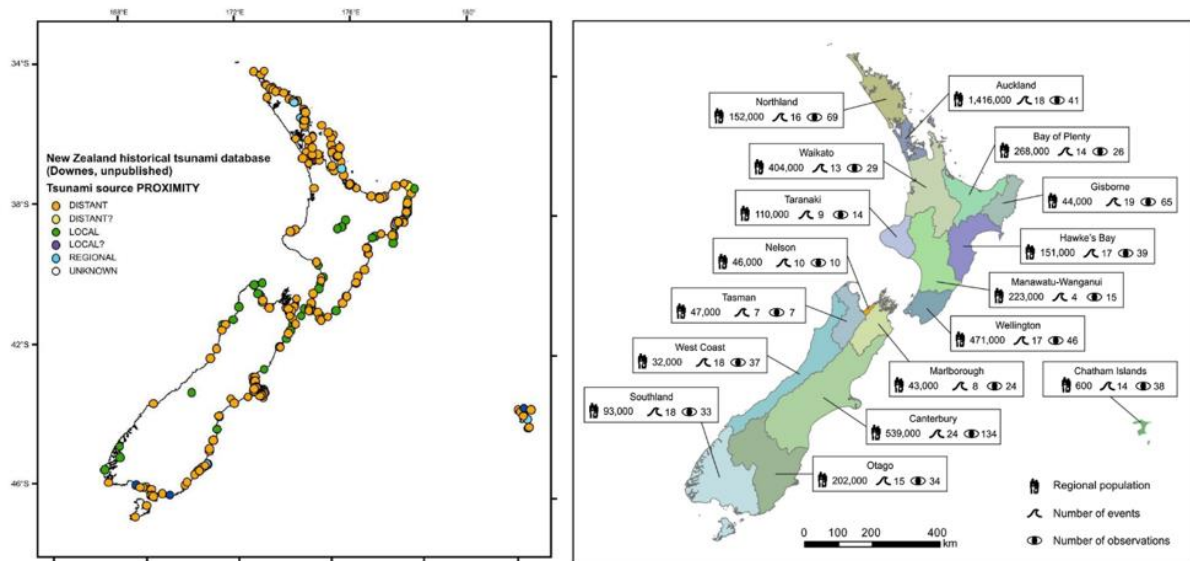 168°E 172°E 176°E 180°
34°S
38°S
42°S
46°S
New Zealand historical tsunami database
(Downes, unpublished)
Tsunami source PROXIMITY
DISTANT
DISTANT?
LOCAL
LOCAL?
REGIONAL
UNKNOWN
Auckland
1,416,000 18 41
Northland
152,000 16 69
Bay of Plenty
268,000 14 26
Waikato
404,000 13 29
Gisborne
44,000 19 65
Taranaki
110,000 9 14
Hawke's Bay
151,000 17 39
Nelson
46,000 10 10
Manawatu-Wanganui
223,000 4 15
Tasman
47,000 7 7
Wellington
471,000 17 46
West Coast
32,000 18 37
Marlborough
43,000 8 24
Chatham Islands
600 14 38
Southland
93,000 18 33
Canterbury
539,000 24 134
Otago
202,000 15 34
Regional population
Number of events
Number of observations
0 100 200 400
km